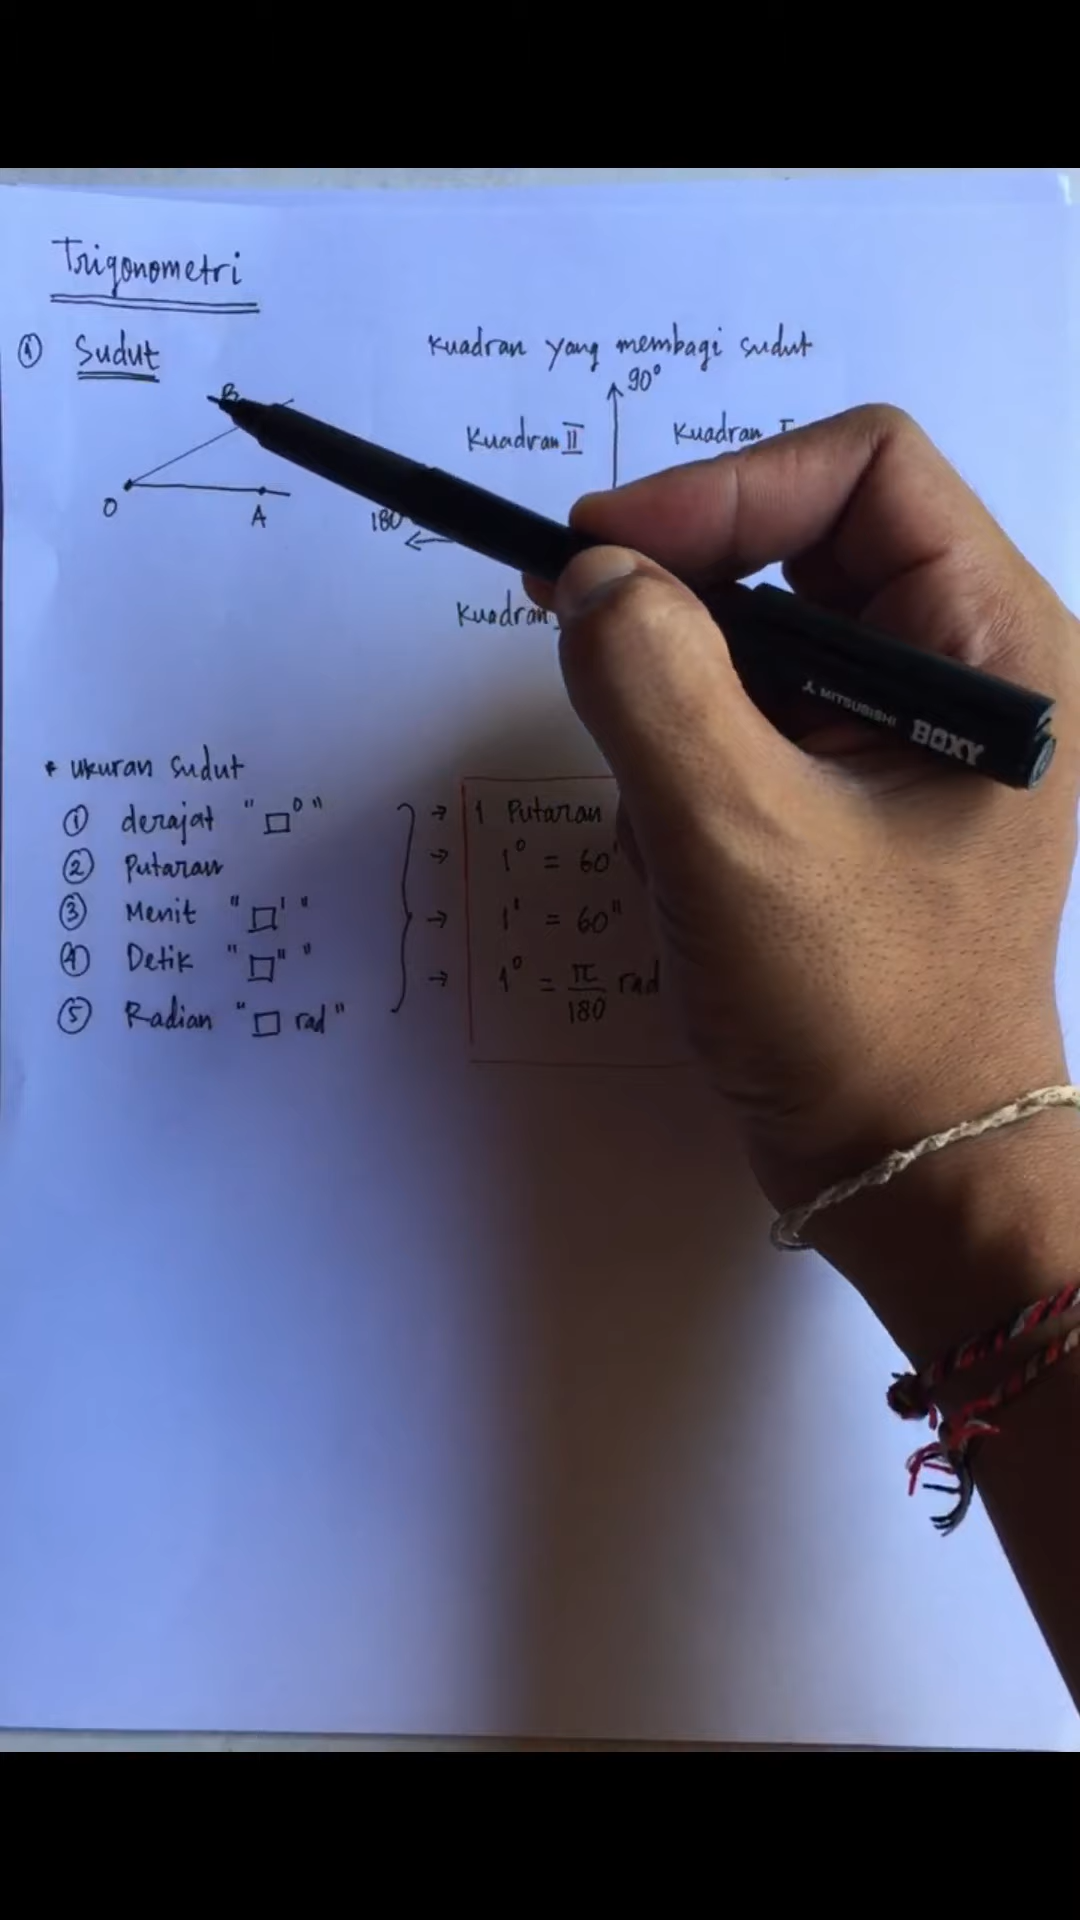 Trigonometri
① Sudut
B
O
A
Kuadran yang membagi sudut
90°
Kuadran II
Kuadran I
180
Kuadran
* Ukuran Sudut
① derajat "□°"
② Putaran
③ Menit "□'"
④ Detik "□""
⑤ Radian "□ rad"
→ 1 Putaran
→ 1° = 60'
→ 1' = 60"
→ 1° = π/180 rad
MITSUBISHI BOXY